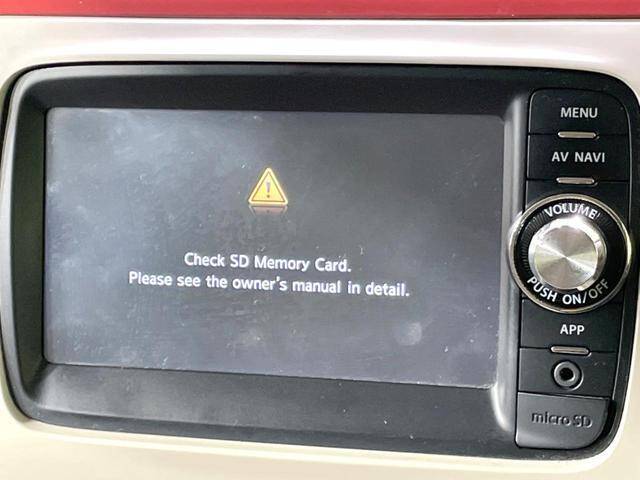 Check SD Memory Card.
Please see the owner's manual in detail.
MENU
AV NAVI
VOLUME
PUSH ON/OFF
APP
micro SD